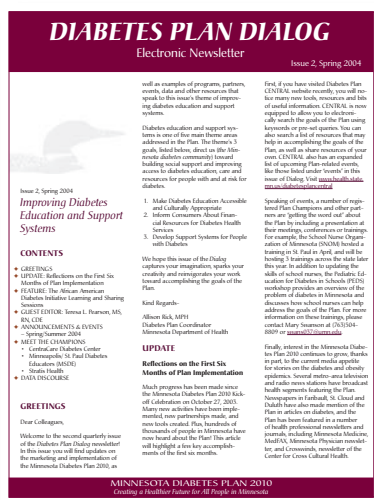 DIABETES PLAN DIALOG
Electronic Newsletter
Issue 2, Spring 2004
Issue 2, Spring 2004
Improving Diabetes
Education and Support
Systems
CONTENTS
GREETINGS
UPDATE: Reflections on the First Six
Months of Plan Implementation
FEATURE: The African American
Diabetes Initiative Learning and Sharing
Sessions
GUEST EDITOR: Teresa L. Pearson, MS,
RN, CDE
ANNOUNCEMENTS & EVENTS
- Spring/Summer 2004
MEET THE CHAMPIONS
• CentraCare Diabetes Center
• Minneapolis/ St. Paul Diabetes
Educators (MSDE)
• Stratis Health
DATA DISCOURSE
GREETINGS
Dear Colleagues,
Welcome to the second quarterly issue
of the Diabetes Plan Dialog newsletter!
In this issue you will find updates on
the marketing and implementation of
the Minnesota Diabetes Plan 2010, as
well as examples of programs, partners,
events, data and other resources that
speak to this issue's theme of improv-
ing diabetes education and support
systems.
Diabetes education and support sys-
tems is one of five main theme areas
addressed in the Plan. The theme's 3
goals, listed below, direct us (the Min-
nesota diabetes community) toward
building social support and improving
access to diabetes education, care and
resources for people with and at risk for
diabetes.
1. Make Diabetes Education Accessible
and Culturally Appropriate
2. Inform Consumers About Finan-
cial Resources for Diabetes Health
Services
3. Develop Support Systems for People
with Diabetes
We hope this issue of the Dialog
captures your imagination, sparks your
creativity and reinvigorates your work
toward accomplishing the goals of the
Plan.
Kind Regards-
Allison Rick, MPH
Diabetes Plan Coordinator
Minnesota Department of Health
UPDATE
Reflections on the First Six
Months of Plan Implementation
Much progress has been made since
the Minnesota Diabetes Plan 2010 Kick-
off Celebration on October 27, 2003.
Many new activities have been imple-
mented, new partnerships made, and
new tools created. Plus, hundreds of
thousands of people in Minnesota have
now heard about the Plan! This article
will highlight a few key accomplish-
ments of the first six months.
First, if you have visited Diabetes Plan
CENTRAL website recently, you will no-
tice many new tools, resources and bits
of useful information. CENTRAL is now
equipped to allow you to electroni-
cally search the goals of the Plan using
keywords or pre-set queries. You can
also search a list of resources that may
help in accomplishing the goals of the
Plan, as well as share resources of your
own. CENTRAL also has an expanded
list of upcoming Plan-related events,
like those listed under 'events' in this
issue of Dialog. Visit www.health.state.
mn.us/diabetesplancentral
Speaking of events, a number of regis-
tered Plan Champions and other part-
ners are "getting the word out" about
the Plan by including a presentation at
their meetings, conferences or trainings.
For example, the School Nurse Organi-
zation of Minnesota (SNOM) hosted a
training in St. Paul in April, and will be
hosting 3 trainings across the state later
this year. In addition to updating the
skills of school nurses, the Pediatric Ed-
ucation for Diabetes in Schools (PEDS)
workshop provides an overview of the
problem of diabetes in Minnesota and
discusses how school nurses can help
address the goals of the Plan. For more
information on these trainings, please
contact Mary Swanson at (763)504-
8809 or
Finally, interest in the Minnesota Diabe-
tes Plan 2010 continues to grow, thanks
in part, to the current media appetite
for stories on the diabetes and obesity
epidemics. Several metro-area television
and radio news stations have broadcast
health segments featuring the Plan.
Newspapers in Faribault, St. Cloud and
Duluth have also made mention of the
Plan in articles on diabetes, and the
Plan has been featured in a number
of health professional newsletters and
journals, including Minnesota Medicine,
MedFAX, Minnesota Physician newslet-
ter, and Crosswinds, newsletter of the
Center for Cross Cultural Health.
MINNESOTA DIABETES PLAN 2010
Creating a Healthier Future for All People in Minnesota